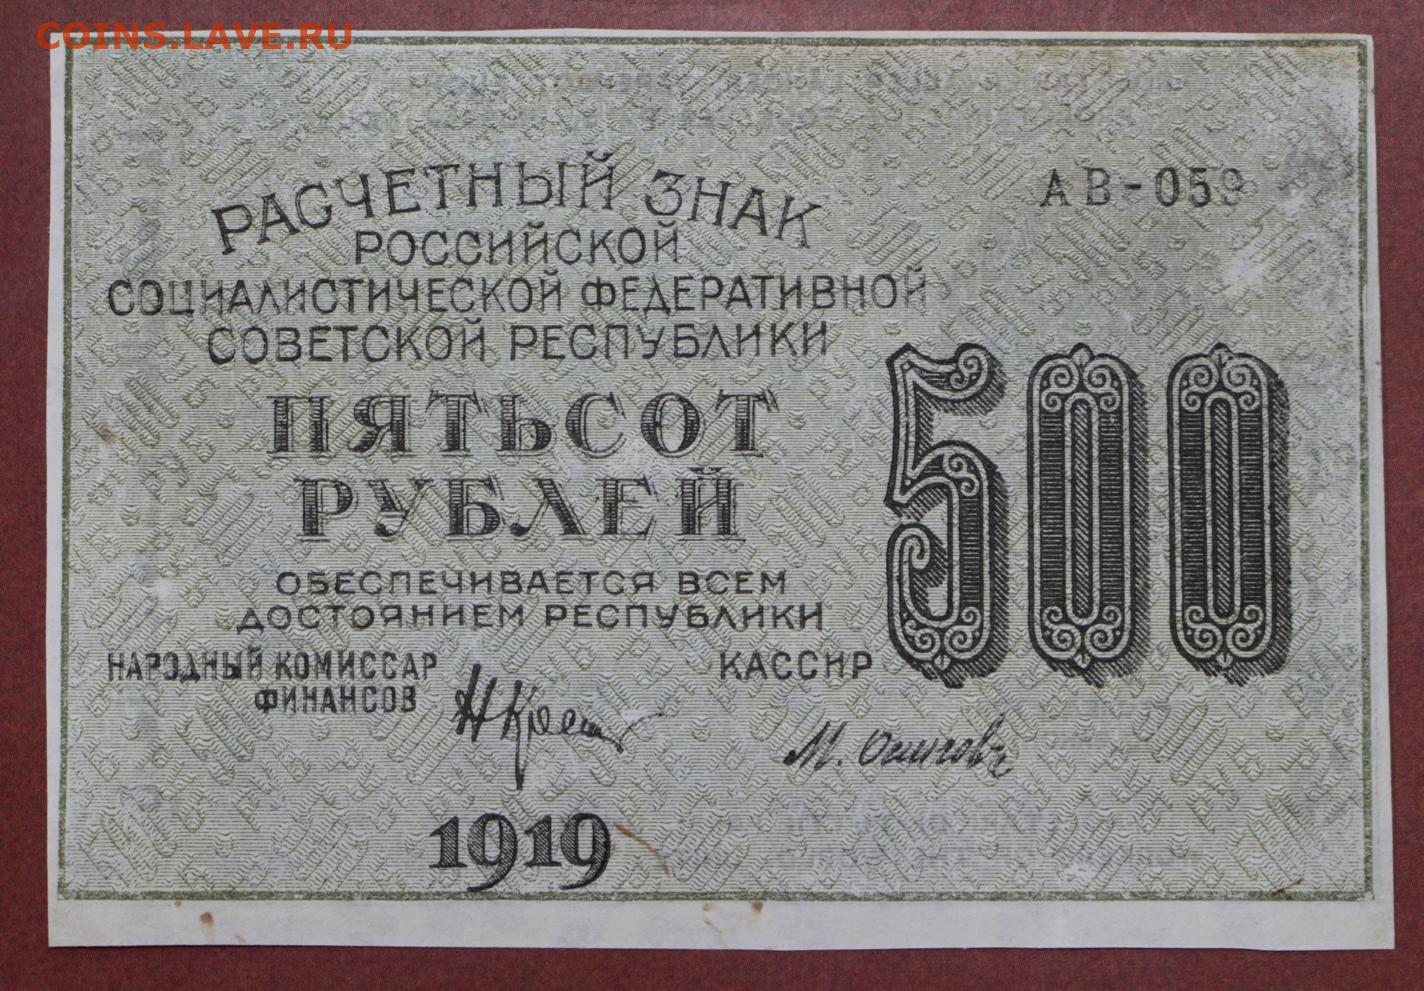 COINS.LAVE.RU
РАСЧЕТНЫЙ ЗНАК
АВ-059
РОССИЙСКОЙ
СОЦИАЛИСТИЧЕСКОЙ ФЕДЕРАТИВНОЙ
СОВЕТСКОЙ РЕСПУБЛИКИ
ПЯТЬСОТ
РУБЛЕЙ
500
ОБЕСПЕЧИВАЕТСЯ ВСЕМ
ДОСТОЯНИЕМ РЕСПУБЛИКИ
НАРОДНЫЙ КОМИССАР
ФИНАНСОВ
КАССИР
М. Осиповъ
1919